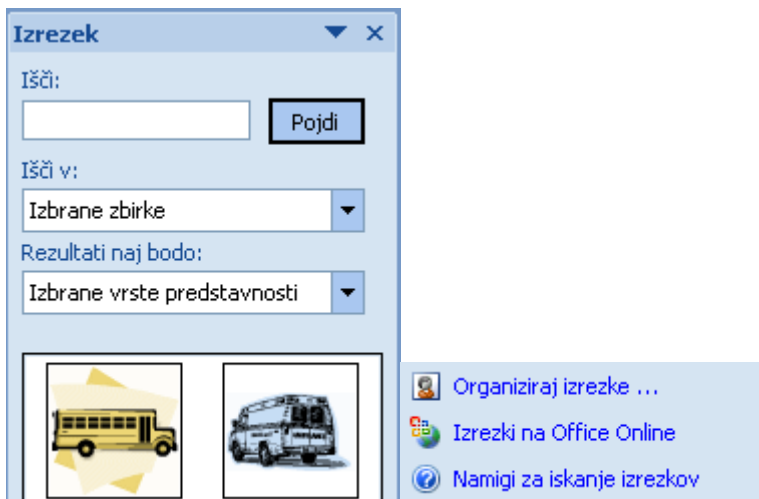 Izrezek
Išči:
Pojdi
Išči v:
Izbrane zbirke
Rezultati naj bodo:
Izbrane vrste predstavnosti
Organiziraj izrezke ...
Izrezki na Office Online
Namigi za iskanje izrezkov